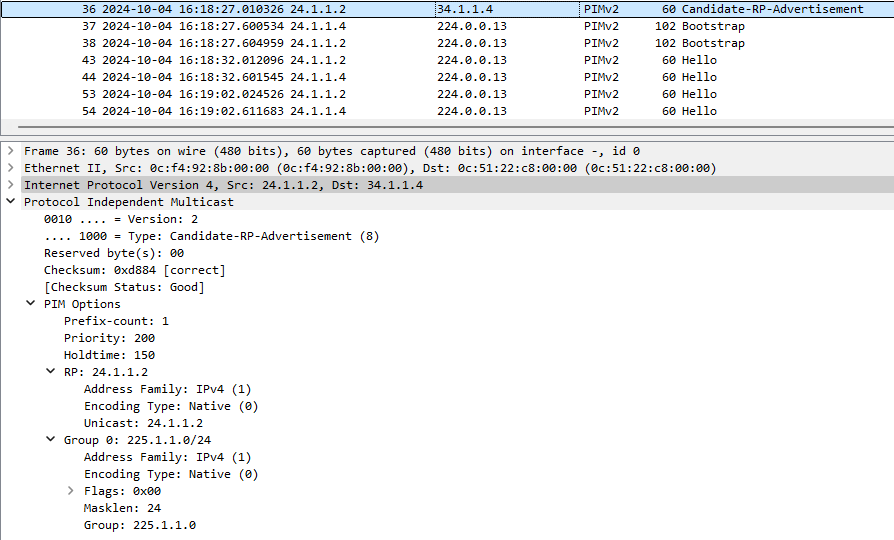 36 2024-10-04 16:18:27.010326 24.1.1.2 34.1.1.4 PIMv2 60 Candidate-RP-Advertisement
37 2024-10-04 16:18:27.600534 24.1.1.4 224.0.0.13 PIMv2 102 Bootstrap
38 2024-10-04 16:18:27.604959 24.1.1.2 224.0.0.13 PIMv2 102 Bootstrap
43 2024-10-04 16:18:32.012096 24.1.1.2 224.0.0.13 PIMv2 60 Hello
44 2024-10-04 16:18:32.601545 24.1.1.4 224.0.0.13 PIMv2 60 Hello
53 2024-10-04 16:19:02.024526 24.1.1.2 224.0.0.13 PIMv2 60 Hello
54 2024-10-04 16:19:02.611683 24.1.1.4 224.0.0.13 PIMv2 60 Hello
Frame 36: 60 bytes on wire (480 bits), 60 bytes captured (480 bits) on interface -, id 0
Ethernet II, Src: 0c:f4:92:8b:00:00 (0c:f4:92:8b:00:00), Dst: 0c:51:22:c8:00:00 (0c:51:22:c8:00:00)
Internet Protocol Version 4, Src: 24.1.1.2, Dst: 34.1.1.4
Protocol Independent Multicast
0010 .... = Version: 2
.... 1000 = Type: Candidate-RP-Advertisement (8)
Reserved byte(s): 00
Checksum: 0xd884 [correct]
[Checksum Status: Good]
PIM Options
Prefix-count: 1
Priority: 200
Holdtime: 150
RP: 24.1.1.2
Address Family: IPv4 (1)
Encoding Type: Native (0)
Unicast: 24.1.1.2
Group 0: 225.1.1.0/24
Address Family: IPv4 (1)
Encoding Type: Native (0)
Flags: 0x00
Masklen: 24
Group: 225.1.1.0